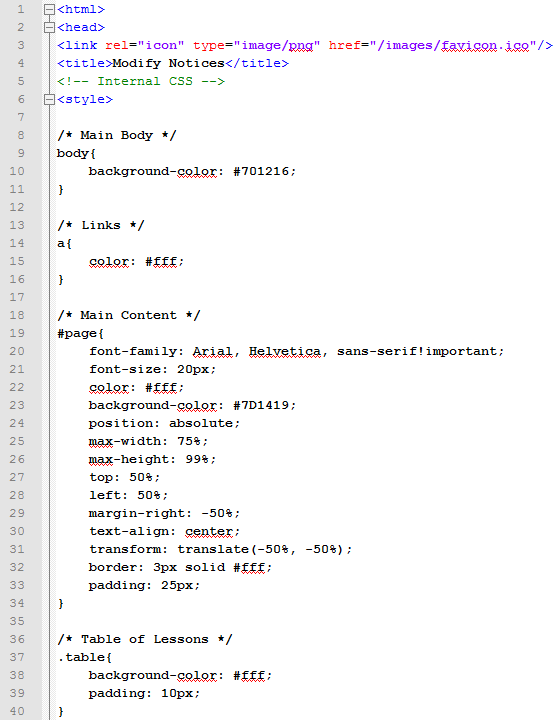 1 <html>
2 <head>
3 <link rel="icon" type="image/png" href="/images/favicon.ico"/>
4 <title>Modify Notices</title>
5 <!-- Internal CSS -->
6 <style>
7
8 /* Main Body */
9 body{
10 background-color: #701216;
11 }
12
13 /* Links */
14 a{
15 color: #fff;
16 }
17
18 /* Main Content */
19 #page{
20 font-family: Arial, Helvetica, sans-serif!important;
21 font-size: 20px;
22 color: #fff;
23 background-color: #7D1419;
24 position: absolute;
25 max-width: 75%;
26 max-height: 99%;
27 top: 50%;
28 left: 50%;
29 margin-right: -50%;
30 text-align: center;
31 transform: translate(-50%, -50%);
32 border: 3px solid #fff;
33 padding: 25px;
34 }
35
36 /* Table of Lessons */
37 .table{
38 background-color: #fff;
39 padding: 10px;
40 }